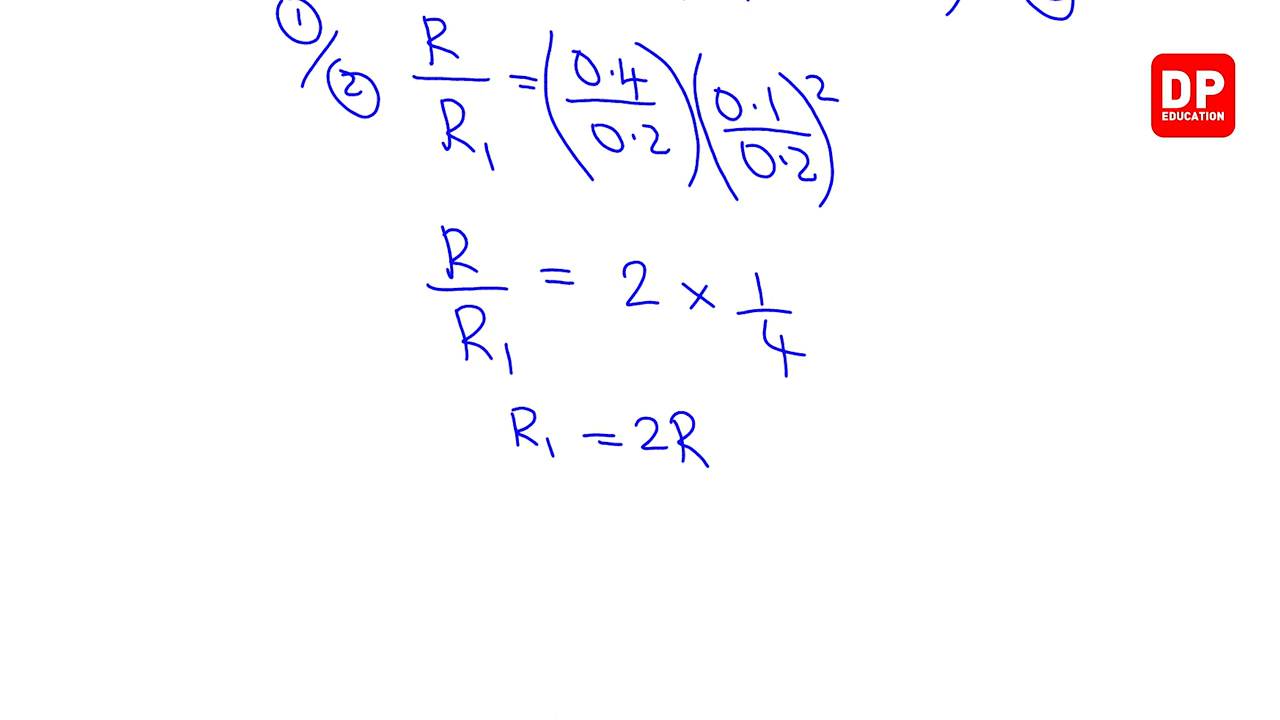 ①/② R/R₁ = (0.4/0.2)(0.1/0.2)²
DP
EDUCATION
R/R₁ = 2 × 1/4
R₁ = 2R